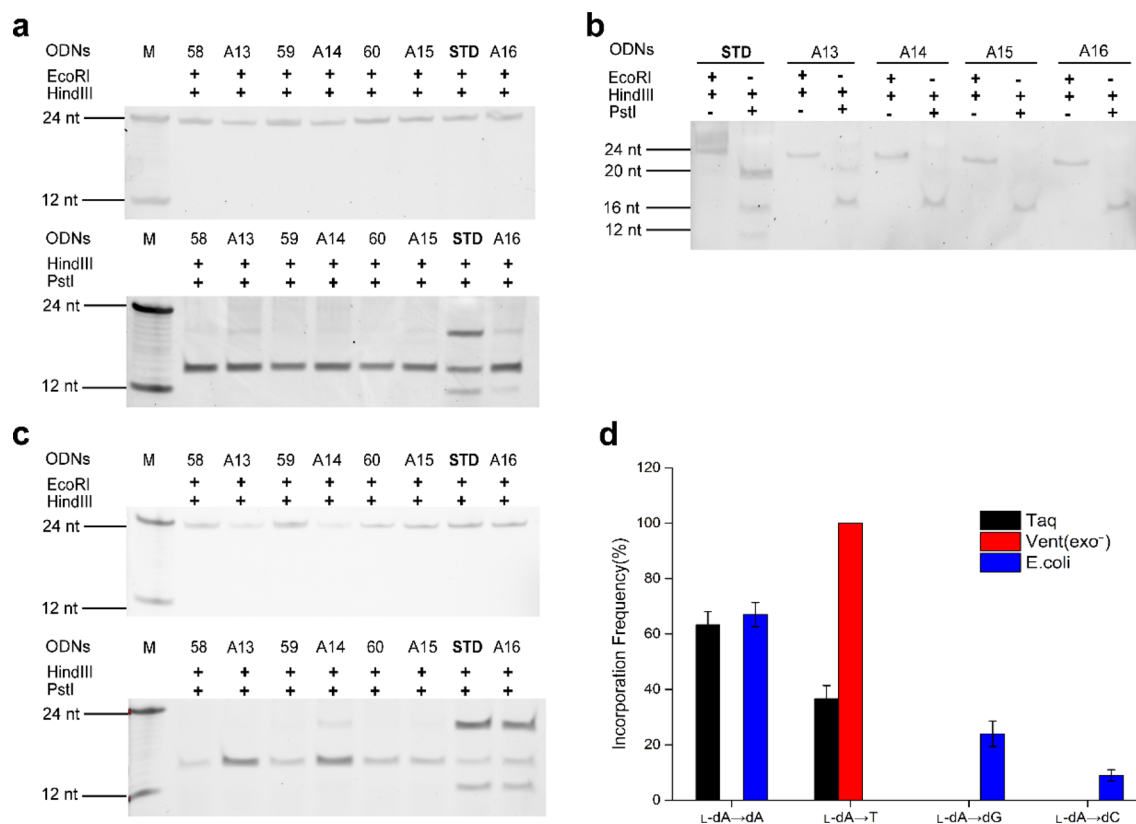 a
ODNs M 58 A13 59 A14 60 A15 STD A16
EcoRI + + + + + + + +
HindIII + + + + + + + +
24 nt
12 nt
ODNs M 58 A13 59 A14 60 A15 STD A16
HindIII + + + + + + + +
PstI + + + + + + + +
24 nt
12 nt
b
ODNs STD A13 A14 A15 A16
EcoRI + - + - + - + - + -
HindIII + + + + + + + + + +
PstI - + - + - + - + - +
24 nt
20 nt
16 nt
12 nt
c
ODNs M 58 A13 59 A14 60 A15 STD A16
EcoRI + + + + + + + +
HindIII + + + + + + + +
24 nt
12 nt
ODNs M 58 A13 59 A14 60 A15 STD A16
HindIII + + + + + + + +
PstI + + + + + + + +
24 nt
12 nt
d
Incorporation Frequency(%)
120
100
80
60
40
20
0
Taq
Vent(exo⁻)
E.coli
L-dA→dA L-dA→T L-dA→dG L-dA→dC